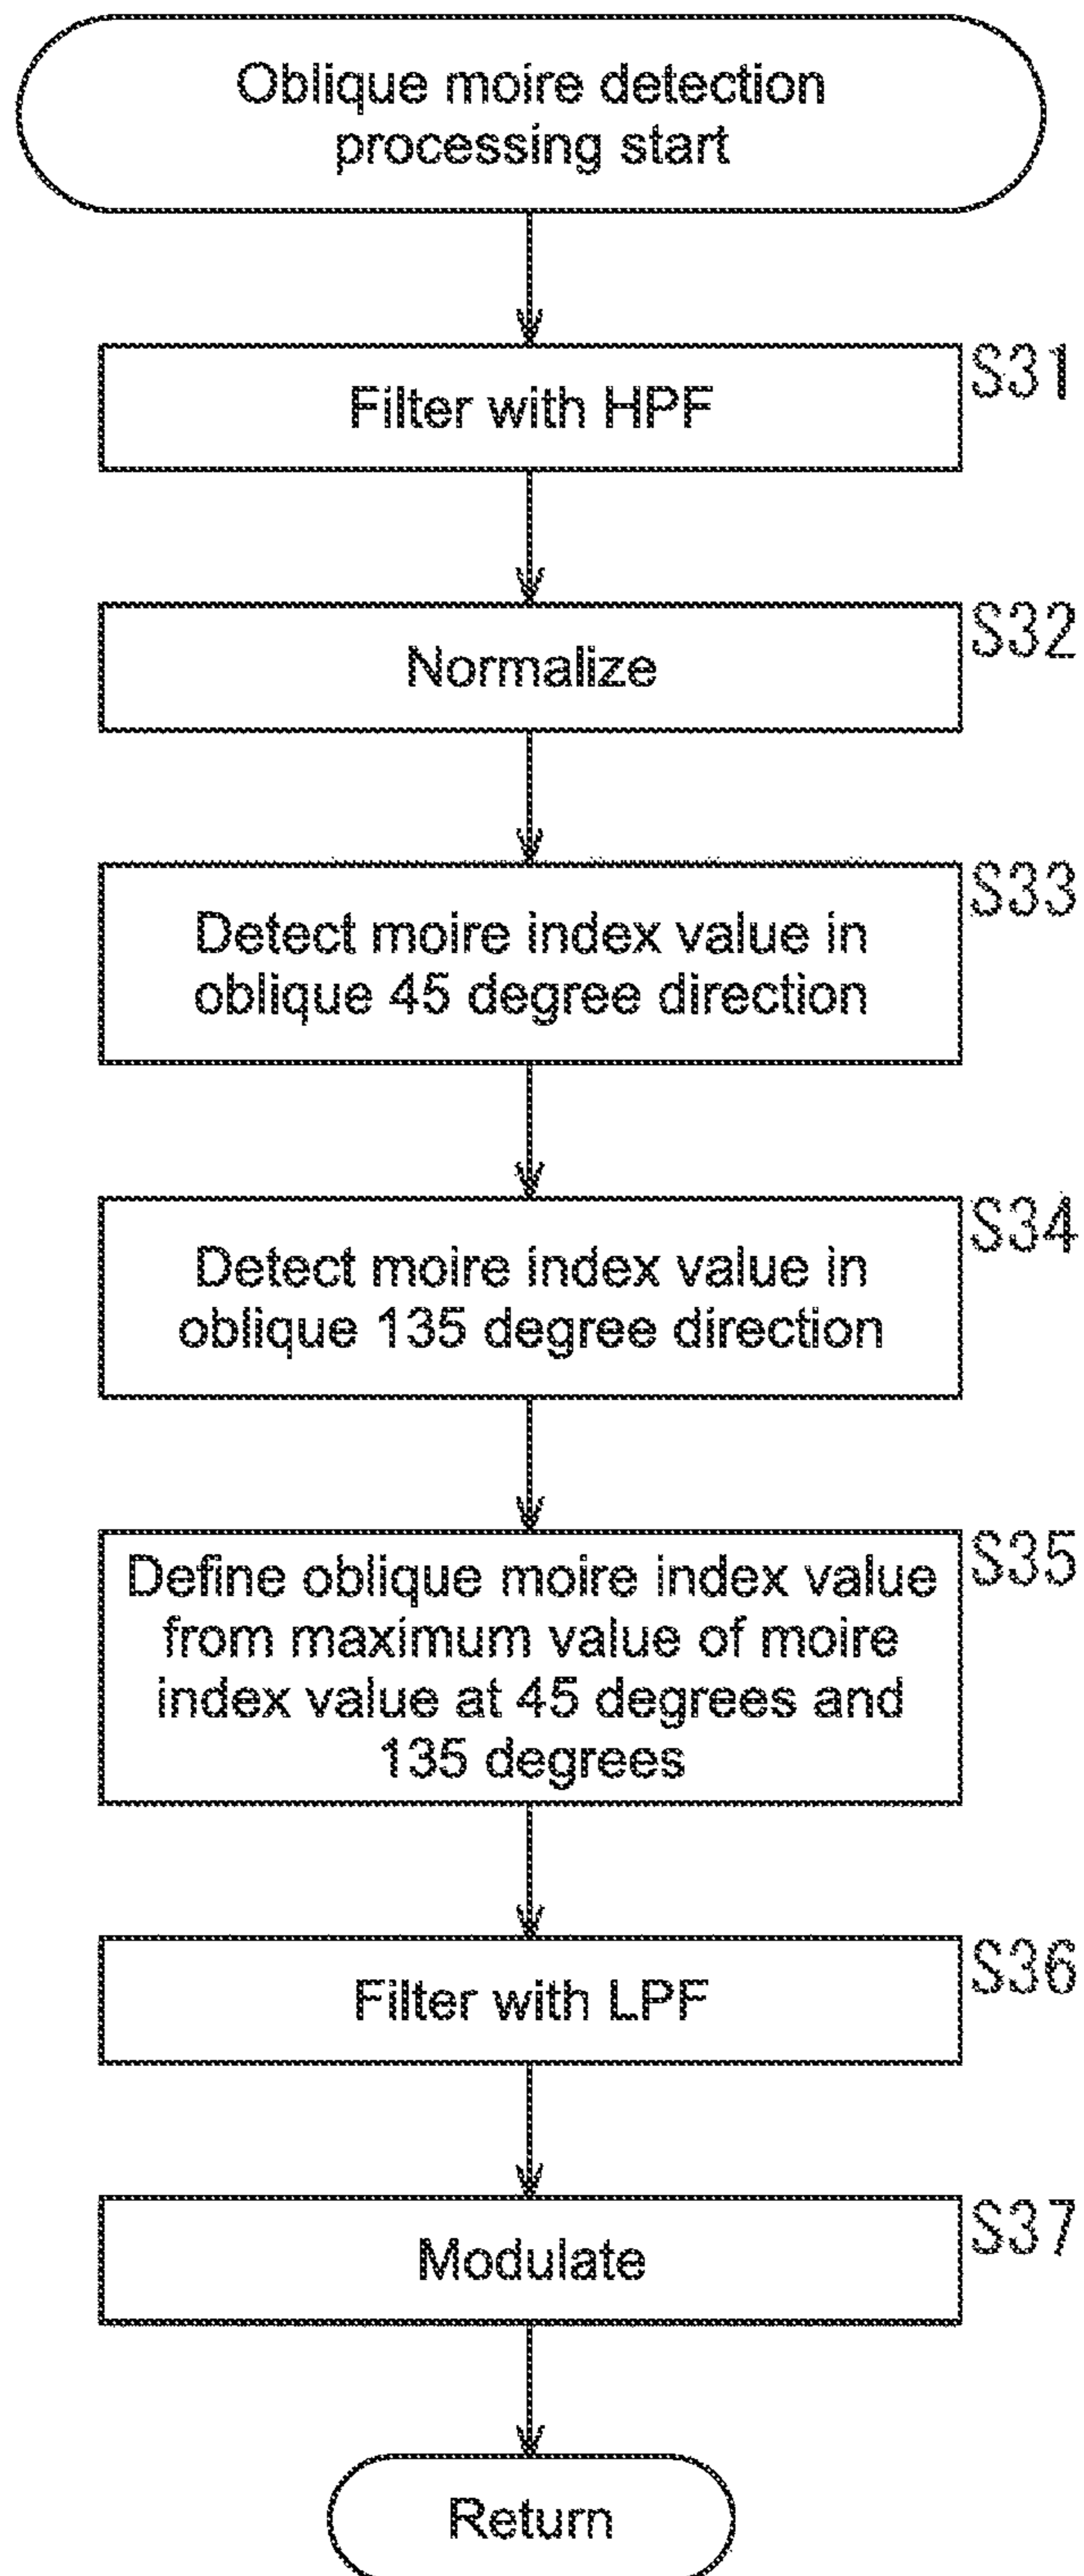 Oblique moire detection
processing start
S31
Filter with HPF
S32
Normalize
S33
Detect moire index value in
oblique 45 degree direction
S34
Detect moire index value in
oblique 135 degree direction
S35
Define oblique moire index value
from maximum value of moire
index value at 45 degrees and
135 degrees
S36
Filter with LPF
S37
Modulate
Return